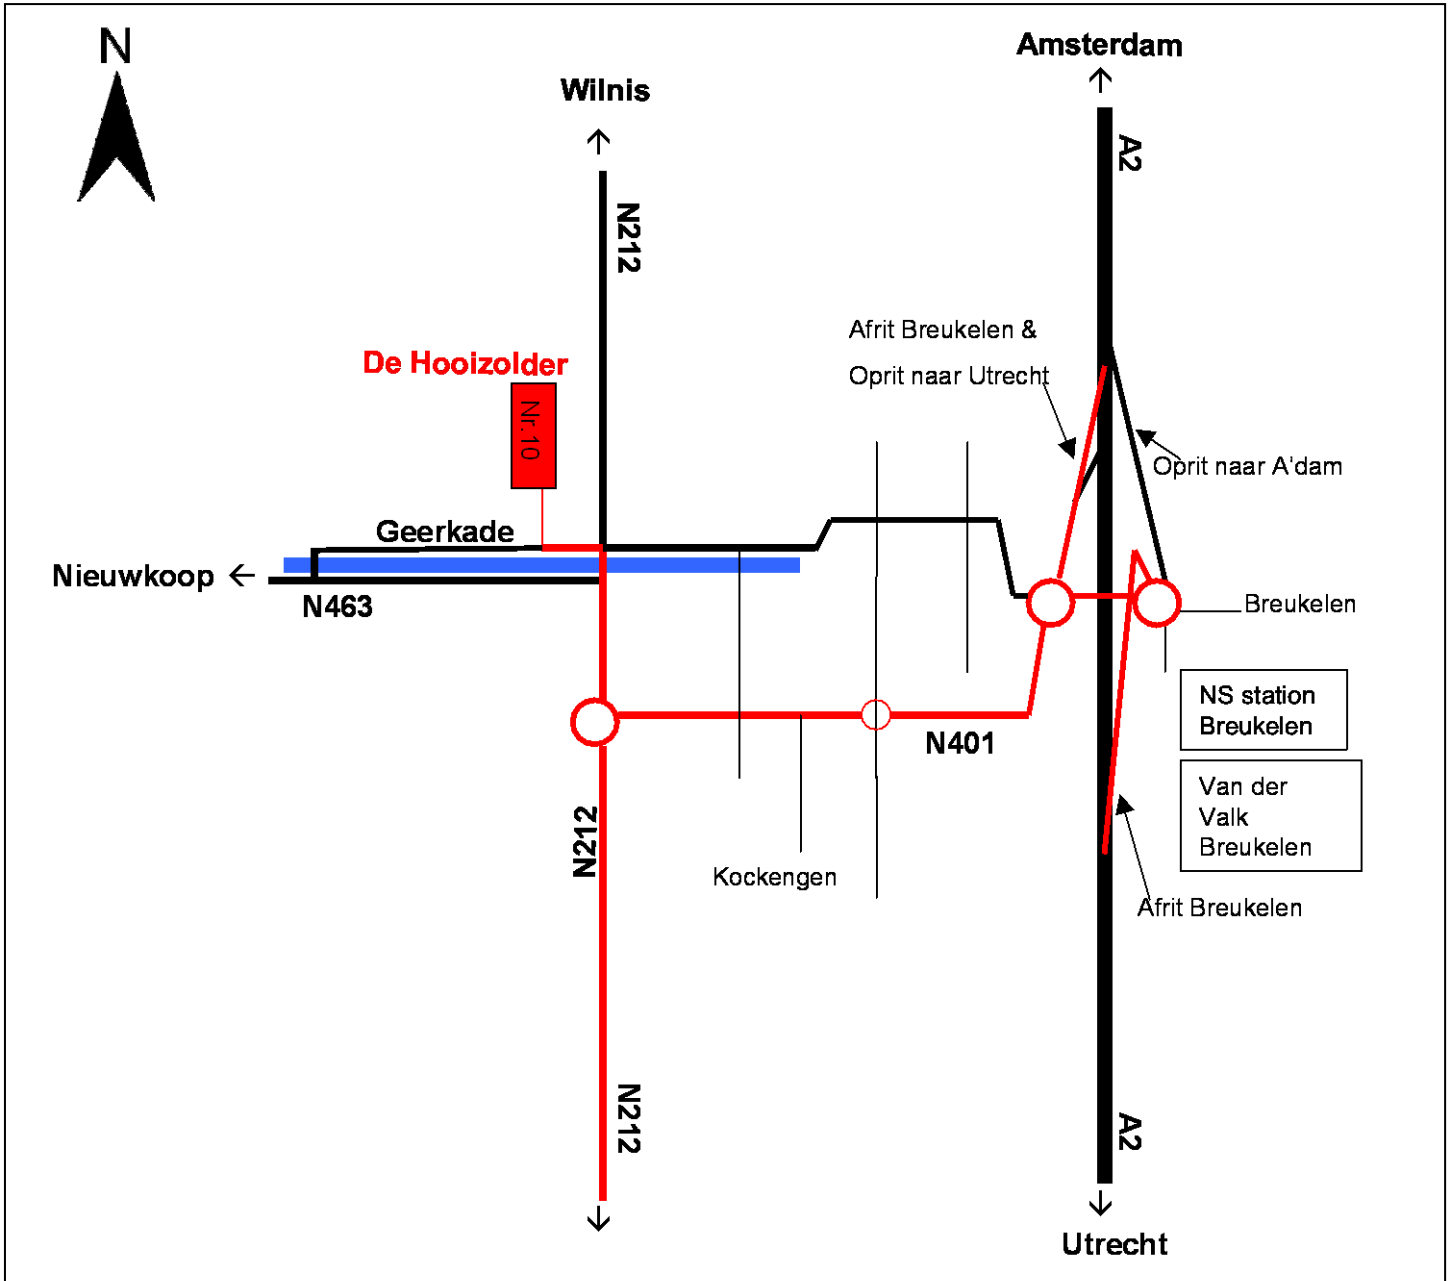 N
Amsterdam
Wilnis
A2
N212
Afrit Breukelen &
Oprit naar Utrecht
De Hooizolder
Nr.10
Oprit naar A'dam
Geerkade
Nieuwkoop
N463
Breukelen
NS station
Breukelen
N401
Van der
Valk
Breukelen
N212
Kockengen
Afrit Breukelen
N212
A2
Utrecht